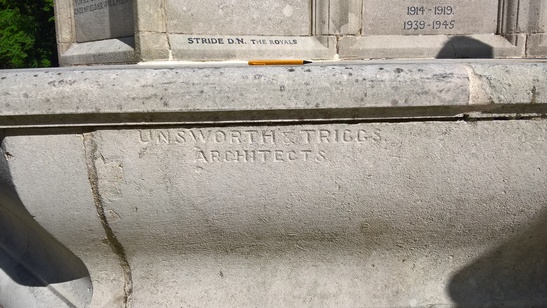 STRIDE D.N. THE ROYALS
1914-1919.
1939-1945
UNSWORTH & TRIGGS
ARCHITECTS